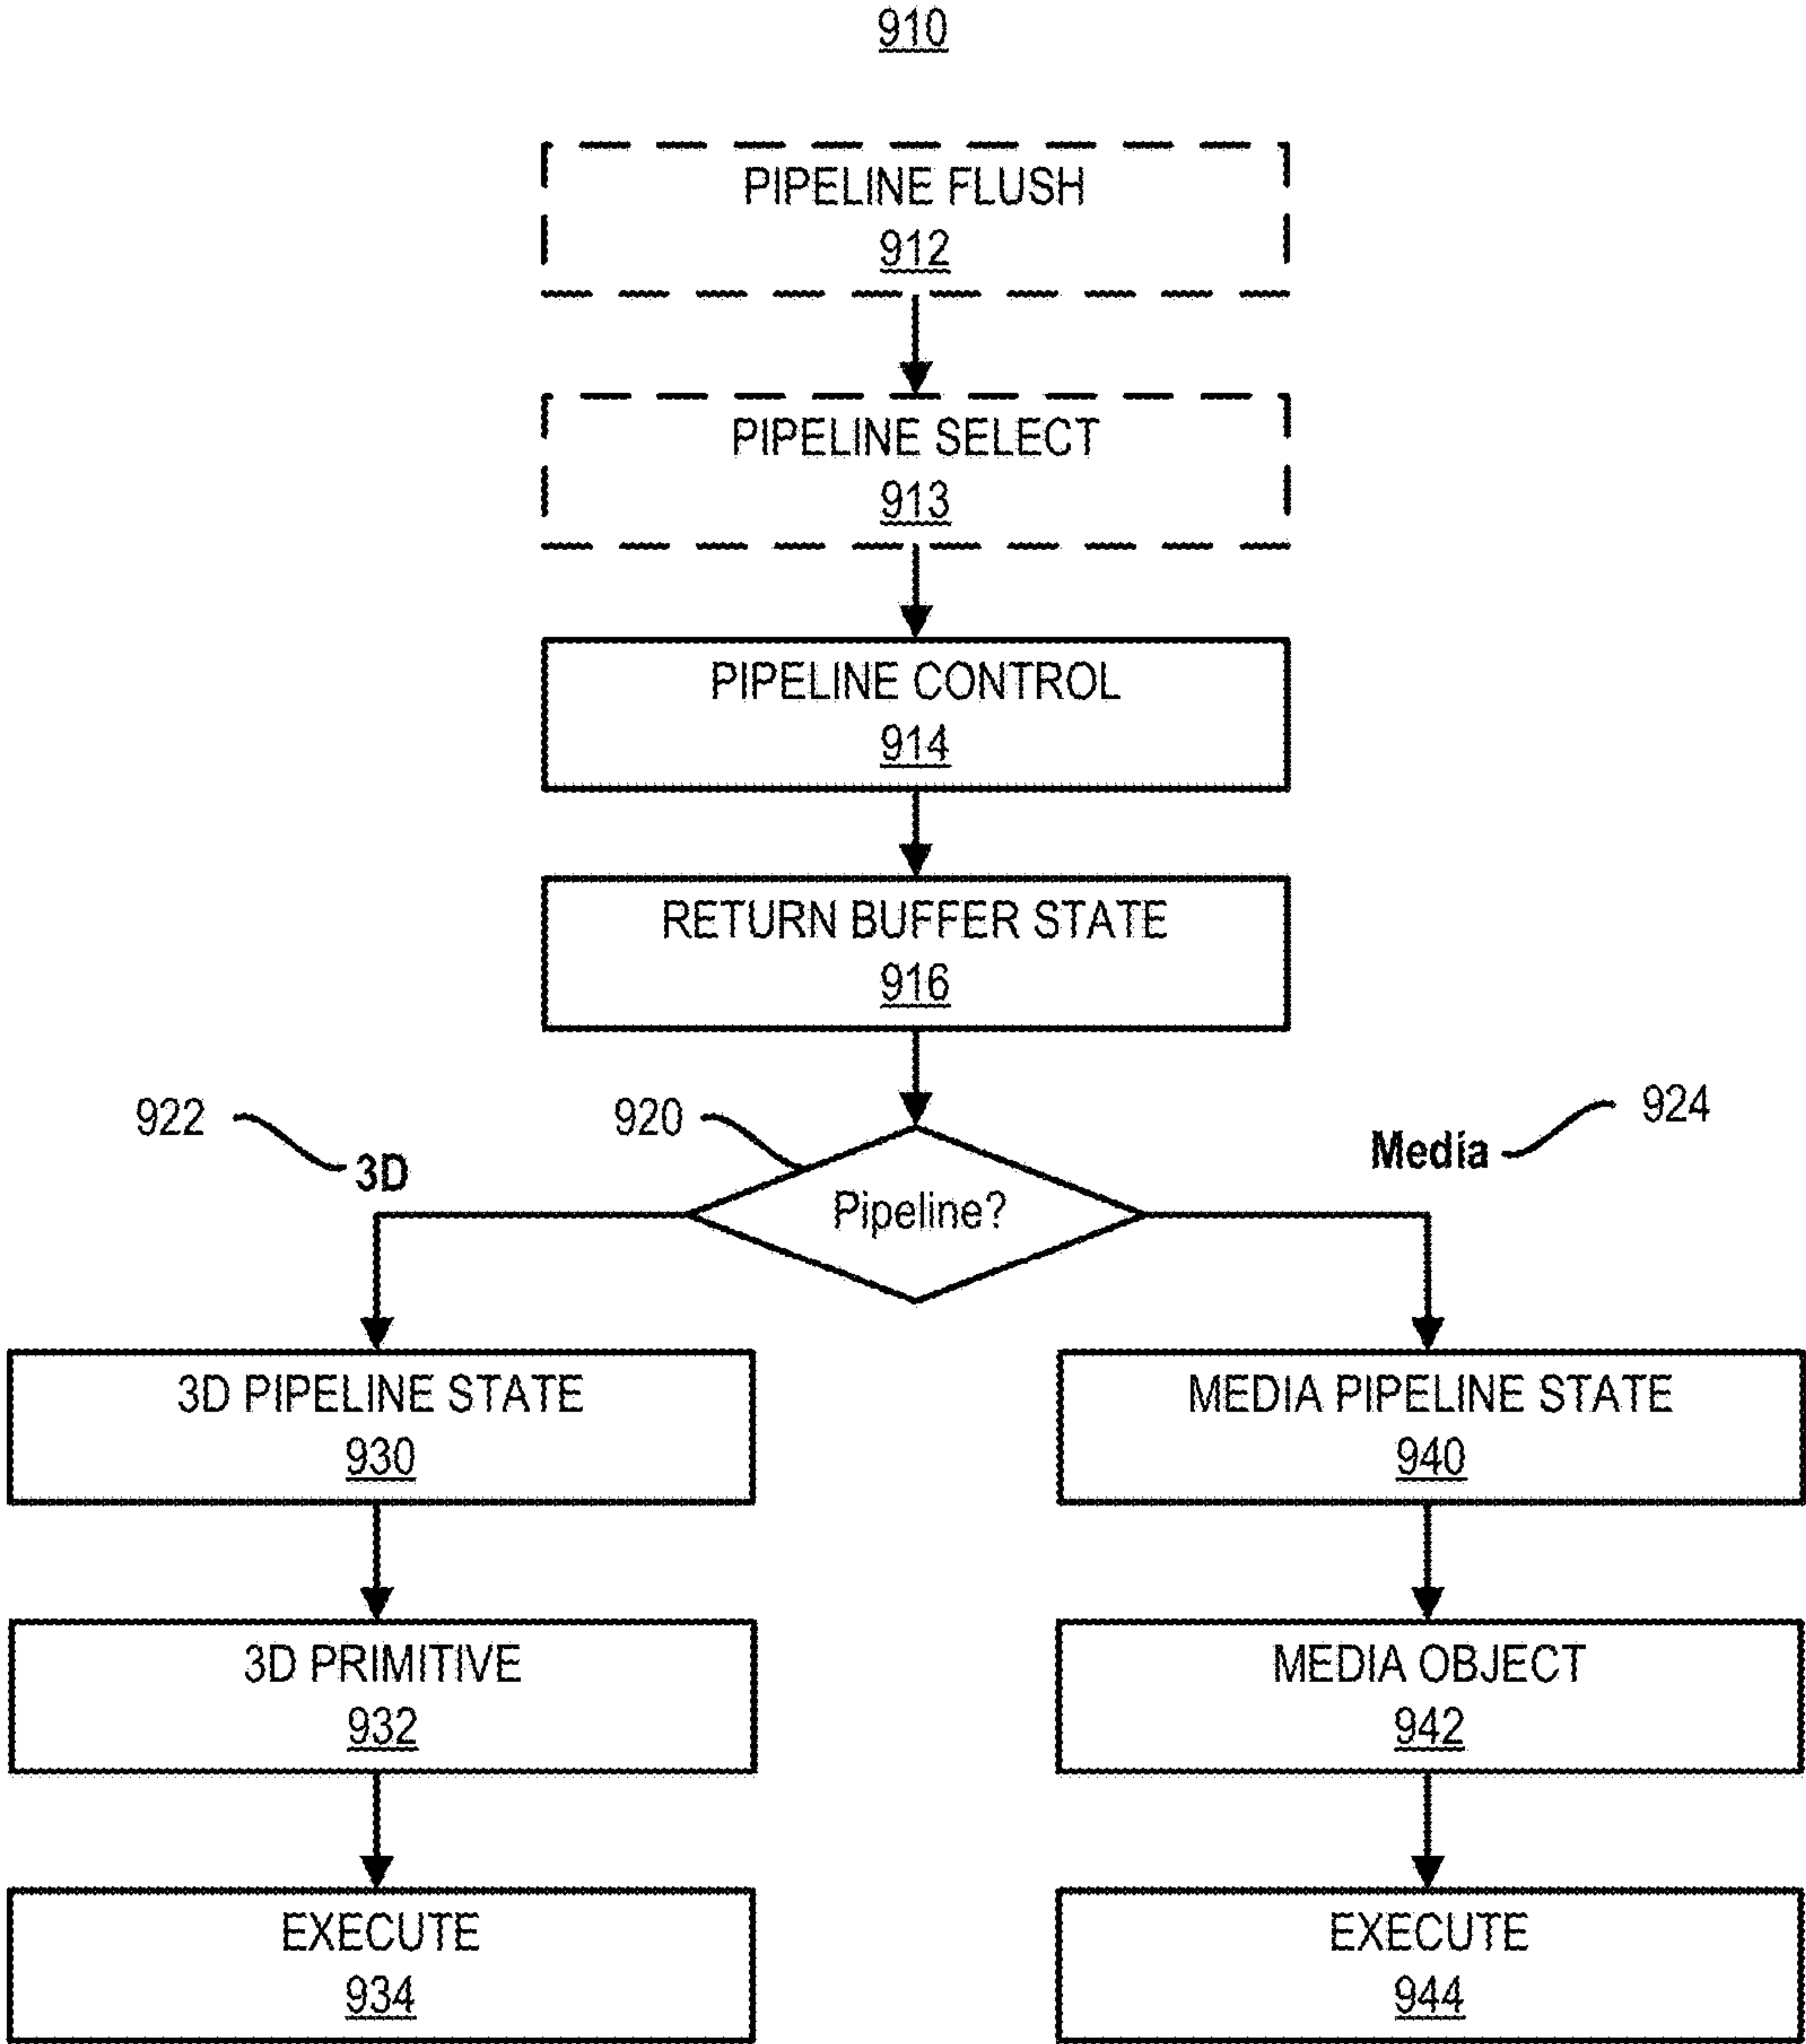 910
PIPELINE FLUSH
912
PIPELINE SELECT
913
PIPELINE CONTROL
914
RETURN BUFFER STATE
916
922
920
924
3D
Media
Pipeline?
3D PIPELINE STATE
930
MEDIA PIPELINE STATE
940
3D PRIMITIVE
932
MEDIA OBJECT
942
EXECUTE
934
EXECUTE
944